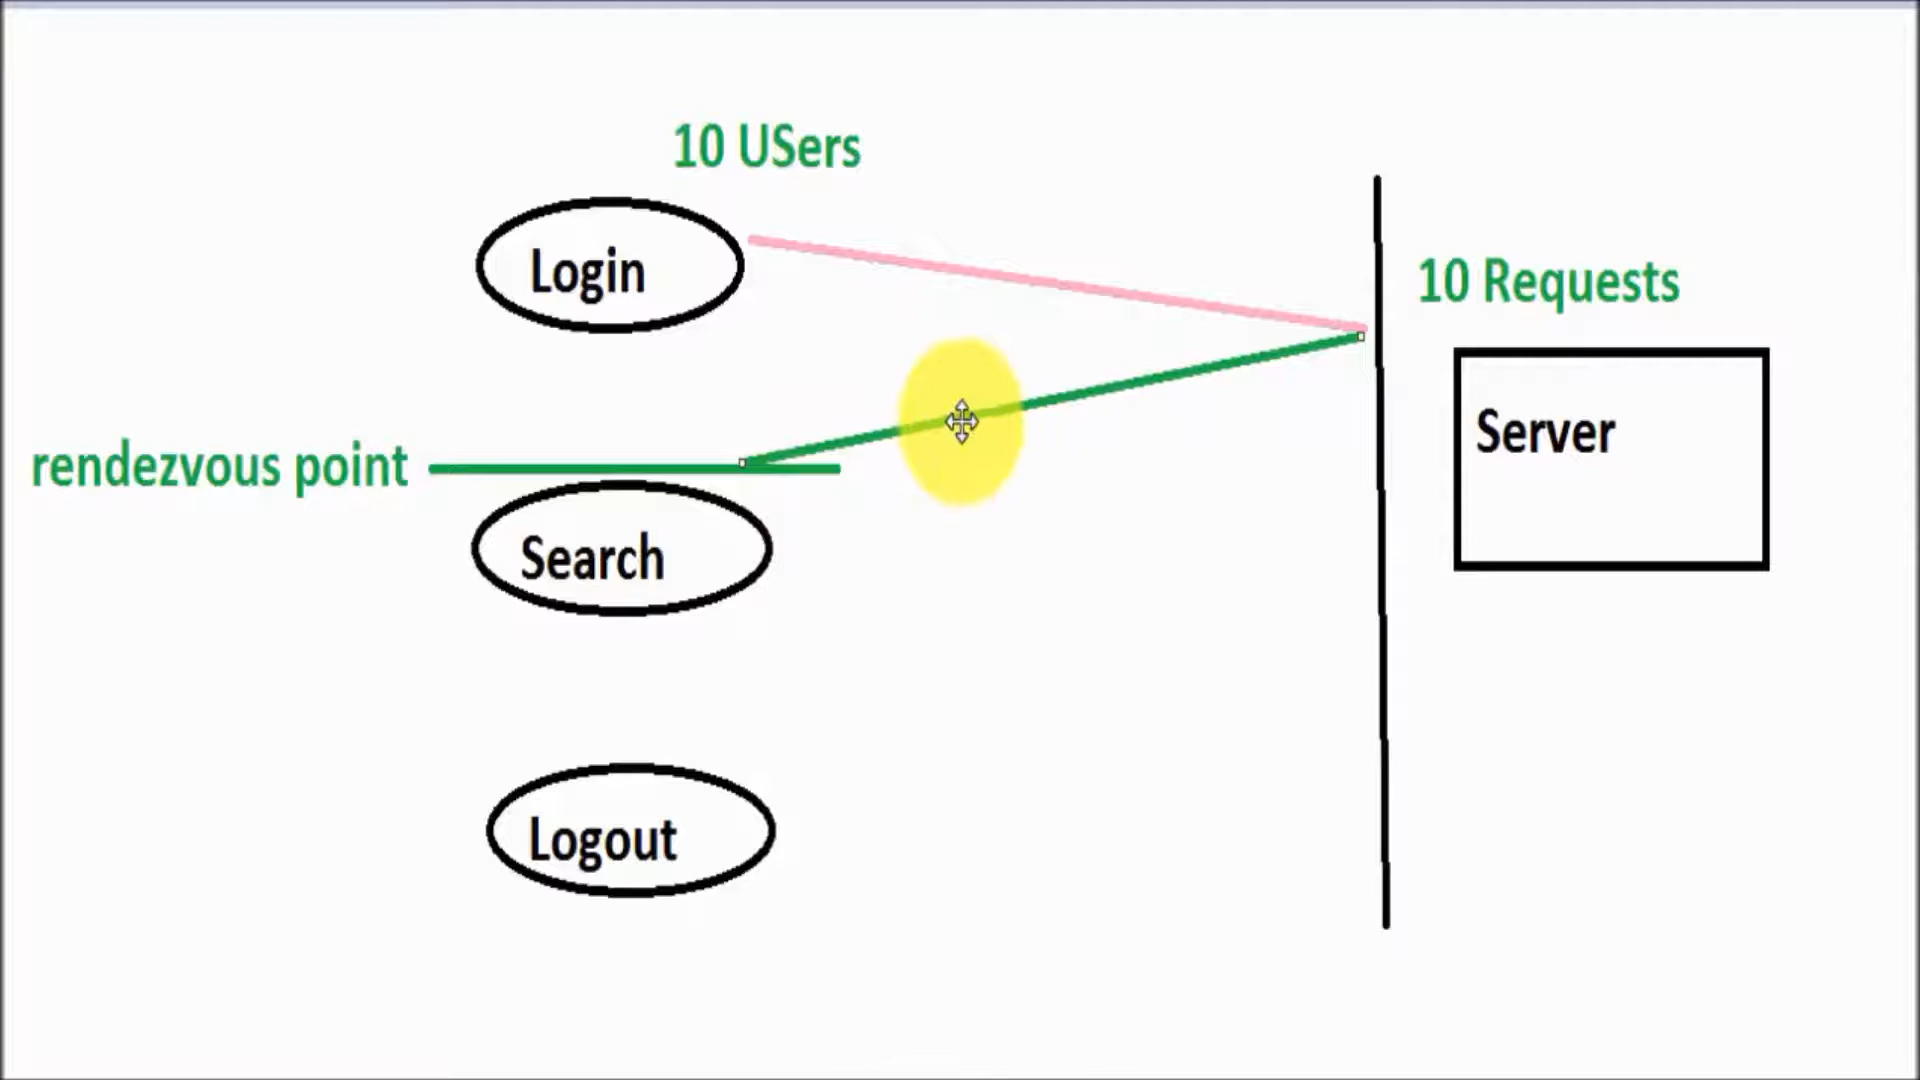 10 USers
Login
10 Requests
Server
rendezvous point
Search
Logout